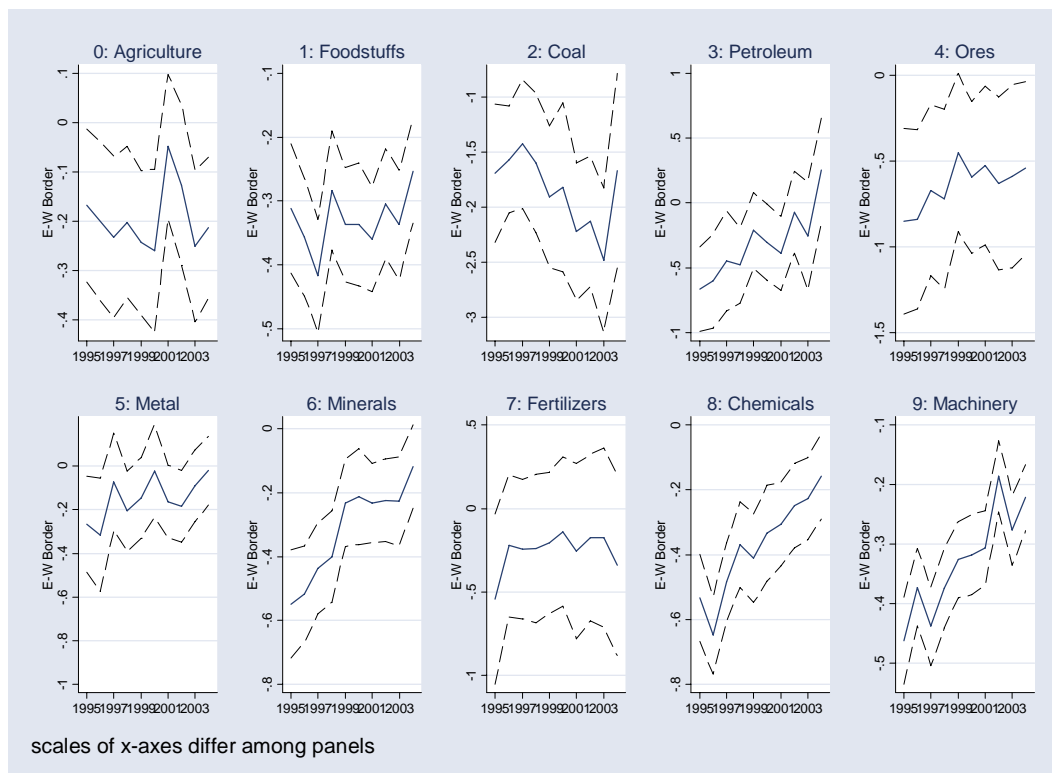 0: Agriculture
E-W Border
.1
0
-.1
-.2
-.3
-.4
1995 1997 1999 2001 2003
1: Foodstuffs
E-W Border
-.1
-.2
-.3
-.4
-.5
1995 1997 1999 2001 2003
2: Coal
E-W Border
-1
-1.5
-2
-2.5
-3
1995 1997 1999 2001 2003
3: Petroleum
E-W Border
1
.5
0
-.5
-1
1995 1997 1999 2001 2003
4: Ores
E-W Border
0
-.5
-1
-1.5
1995 1997 1999 2001 2003
5: Metal
E-W Border
0
-.2
-.4
-.6
-.8
-1
1995 1997 1999 2001 2003
6: Minerals
E-W Border
0
-.2
-.4
-.6
-.8
1995 1997 1999 2001 2003
7: Fertilizers
E-W Border
.5
0
-.5
-1
1995 1997 1999 2001 2003
8: Chemicals
E-W Border
0
-.2
-.4
-.6
-.8
1995 1997 1999 2001 2003
9: Machinery
E-W Border
-.1
-.2
-.3
-.4
-.5
1995 1997 1999 2001 2003
scales of x-axes differ among panels